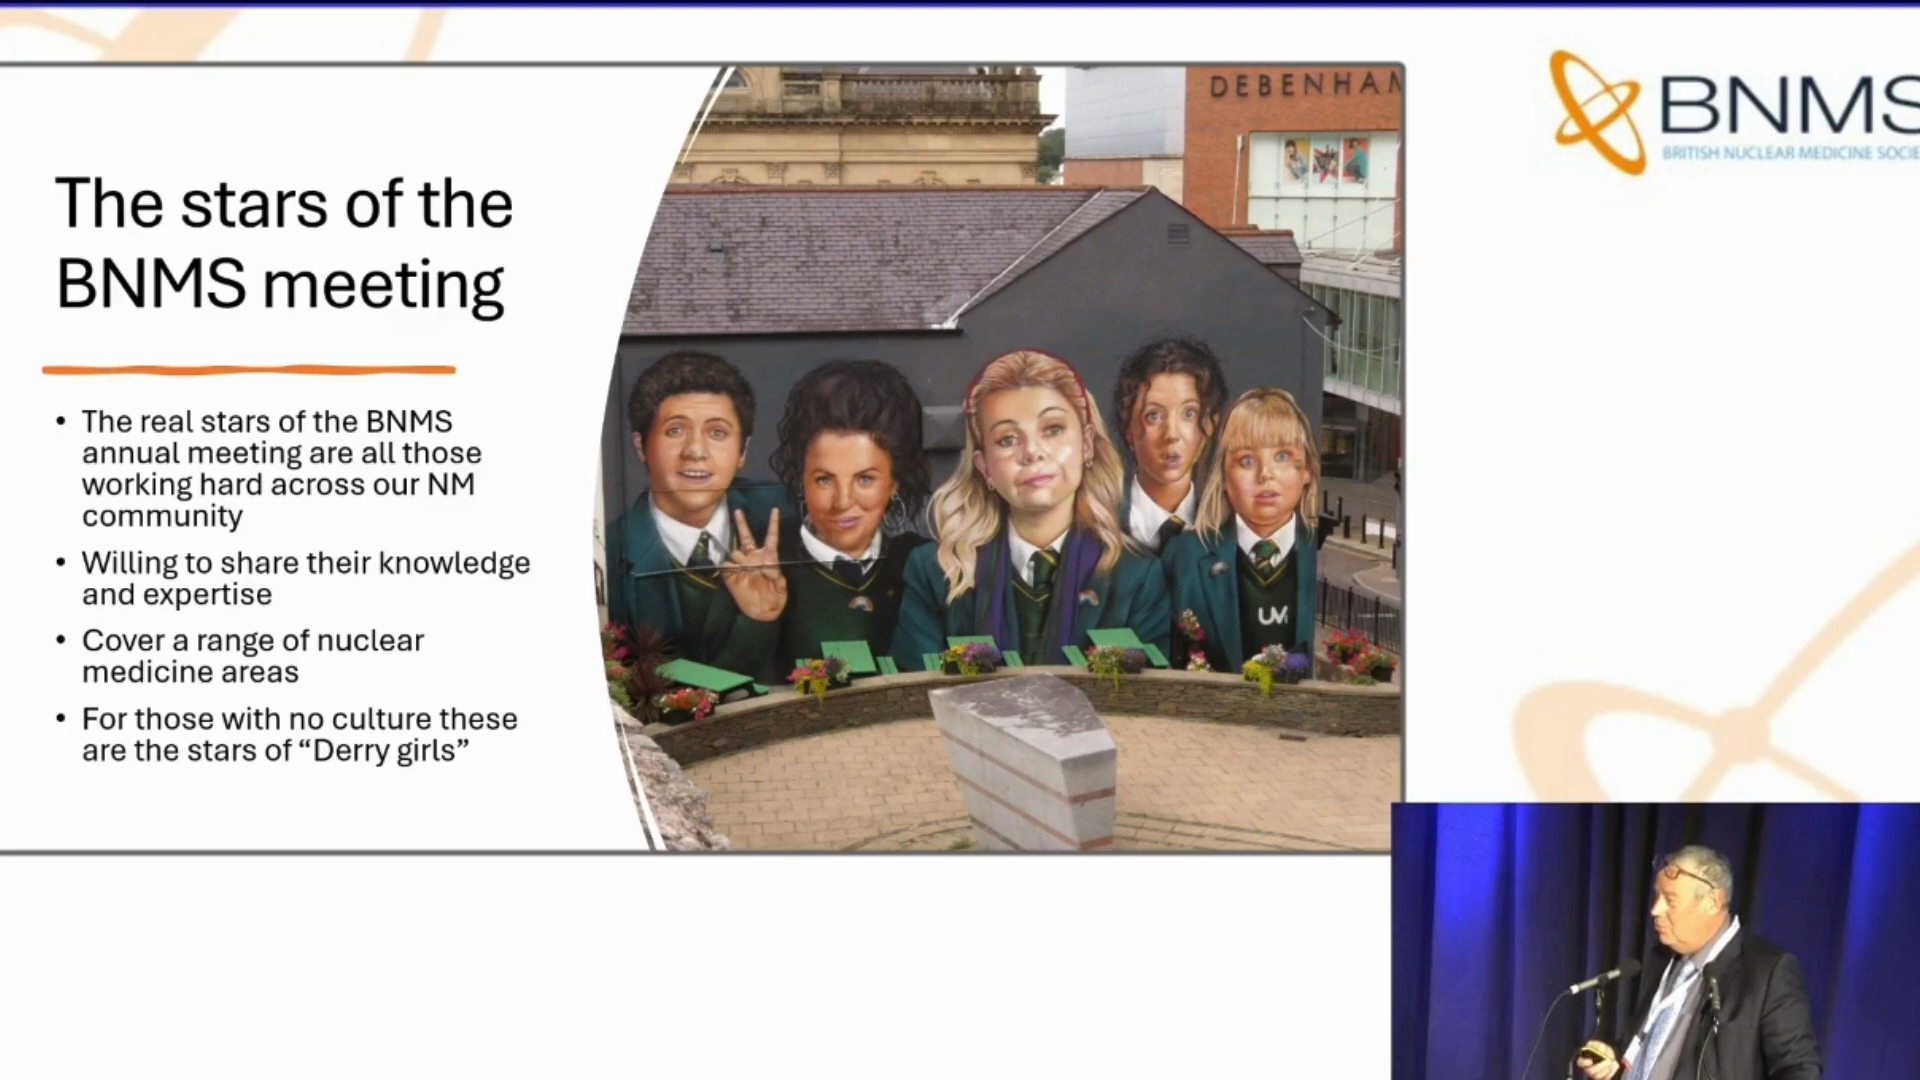 DEBENHAM
BNMS
BRITISH NUCLEAR MEDICINE SOCIE
The stars of the
BNMS meeting
• The real stars of the BNMS
annual meeting are all those
working hard across our NM
community
• Willing to share their knowledge
and expertise
• Cover a range of nuclear
medicine areas
• For those with no culture these
are the stars of “Derry girls”
UV